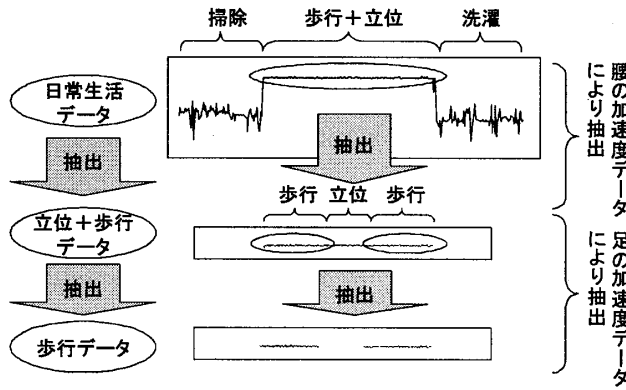 掃除
歩行+立位
洗濯
日常生活
データ
抽出
抽出
腰の加速度データ
により抽出
歩行
立位
歩行
立位+歩行
データ
抽出
抽出
足の加速度データ
により抽出
歩行データ